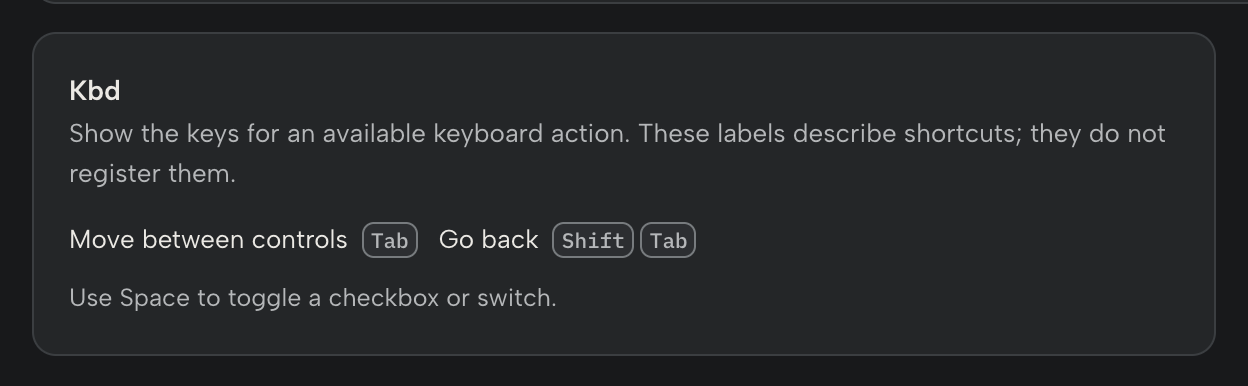 Kbd
Show the keys for an available keyboard action. These labels describe shortcuts; they do not
register them.
Move between controls Tab Go back Shift Tab
Use Space to toggle a checkbox or switch.